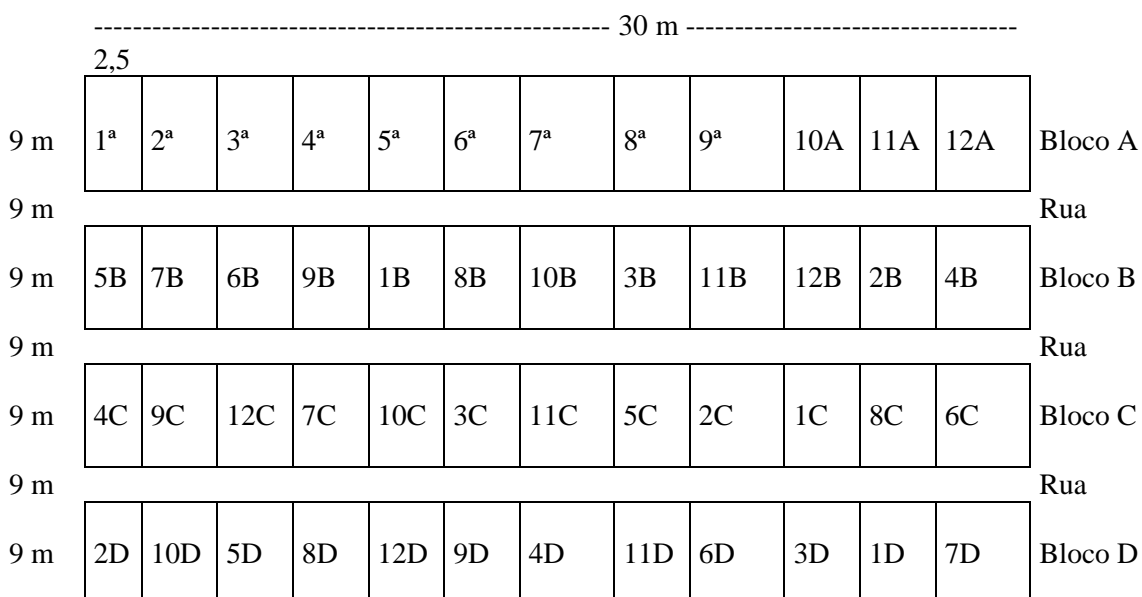 ---------------------------------------------------- 30 m ----------------------------------
2,5
9 m 1ª 2ª 3ª 4ª 5ª 6ª 7ª 8ª 9ª 10A 11A 12A Bloco A
9 m Rua
9 m 5B 7B 6B 9B 1B 8B 10B 3B 11B 12B 2B 4B Bloco B
9 m Rua
9 m 4C 9C 12C 7C 10C 3C 11C 5C 2C 1C 8C 6C Bloco C
9 m Rua
9 m 2D 10D 5D 8D 12D 9D 4D 11D 6D 3D 1D 7D Bloco D